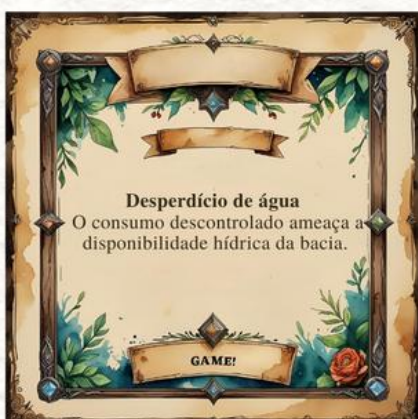 Desperdício de água
O consumo descontrolado ameaça a
disponibilidade hídrica da bacia.
GAME!